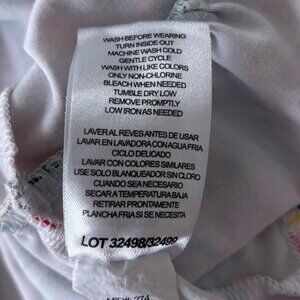 WASH BEFORE WEARING
TURN INSIDE OUT
MACHINE WASH COLD
GENTLE CYCLE
WASH WITH LIKE COLORS
ONLY NON-CHLORINE
BLEACH WHEN NEEDED
TUMBLE DRY LOW
REMOVE PROMPTLY
LOW IRON AS NEEDED
LAVER AL REVES ANTES DE USAR
LAVAR EN LAVADORA CON AGUA FRIA
CICLO DELICADO
LAVAR CON COLORES SIMILARES
USE SOLO BLANQUEADOR SIN CLORO
CUANDO SEA NECESARIO
SECAR A TEMPERATURA BAJA
RETIRAR PRONTAMENTE
PLANCHA FRIA SI SE NECESITA
LOT 32498/32499